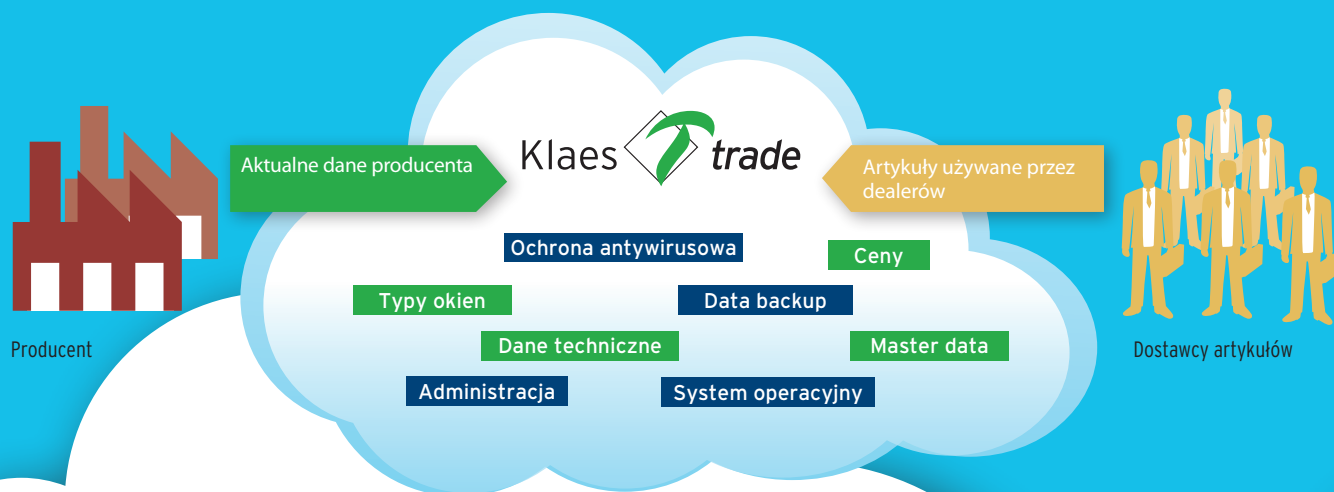 Klaes trade
Aktualne dane producenta
Artykuły używane przez
dealerów
Ochrona antywirusowa
Ceny
Typy okien
Data backup
Dane techniczne
Master data
Administracja
System operacyjny
Producent
Dostawcy artykułów